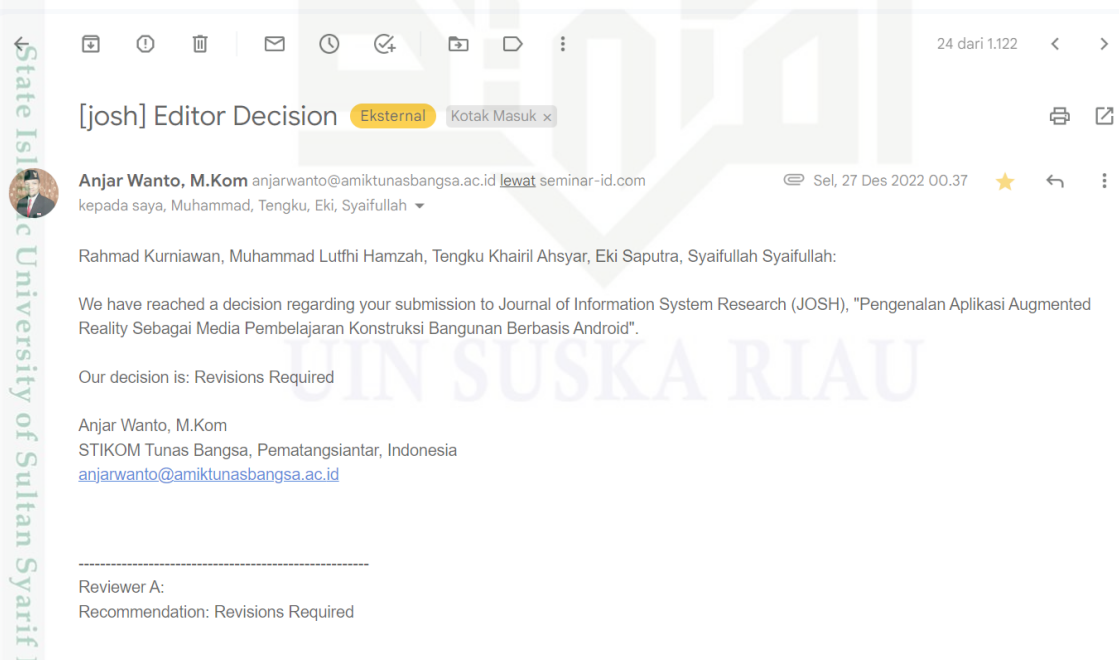 24 dari 1.122
[josh] Editor Decision Eksternal Kotak Masuk ×
Anjar Wanto, M.Kom anjarwanto@amiktunasbangsa.ac.id lewat seminar-id.com
Sel, 27 Des 2022 00.37
kepada saya, Muhammad, Tengku, Eki, Syaifullah
Rahmad Kurniawan, Muhammad Lutfhi Hamzah, Tengku Khairil Ahsyar, Eki Saputra, Syaifullah Syaifullah:
We have reached a decision regarding your submission to Journal of Information System Research (JOSH), "Pengenalan Aplikasi Augmented
Reality Sebagai Media Pembelajaran Konstruksi Bangunan Berbasis Android".
Our decision is: Revisions Required
Anjar Wanto, M.Kom
STIKOM Tunas Bangsa, Pematangsiantar, Indonesia
anjarwanto@amiktunasbangsa.ac.id
------------------------------------------------------
Reviewer A:
Recommendation: Revisions Required
UIN SUSKA RIAU
State Islamic University of Sultan Syarif